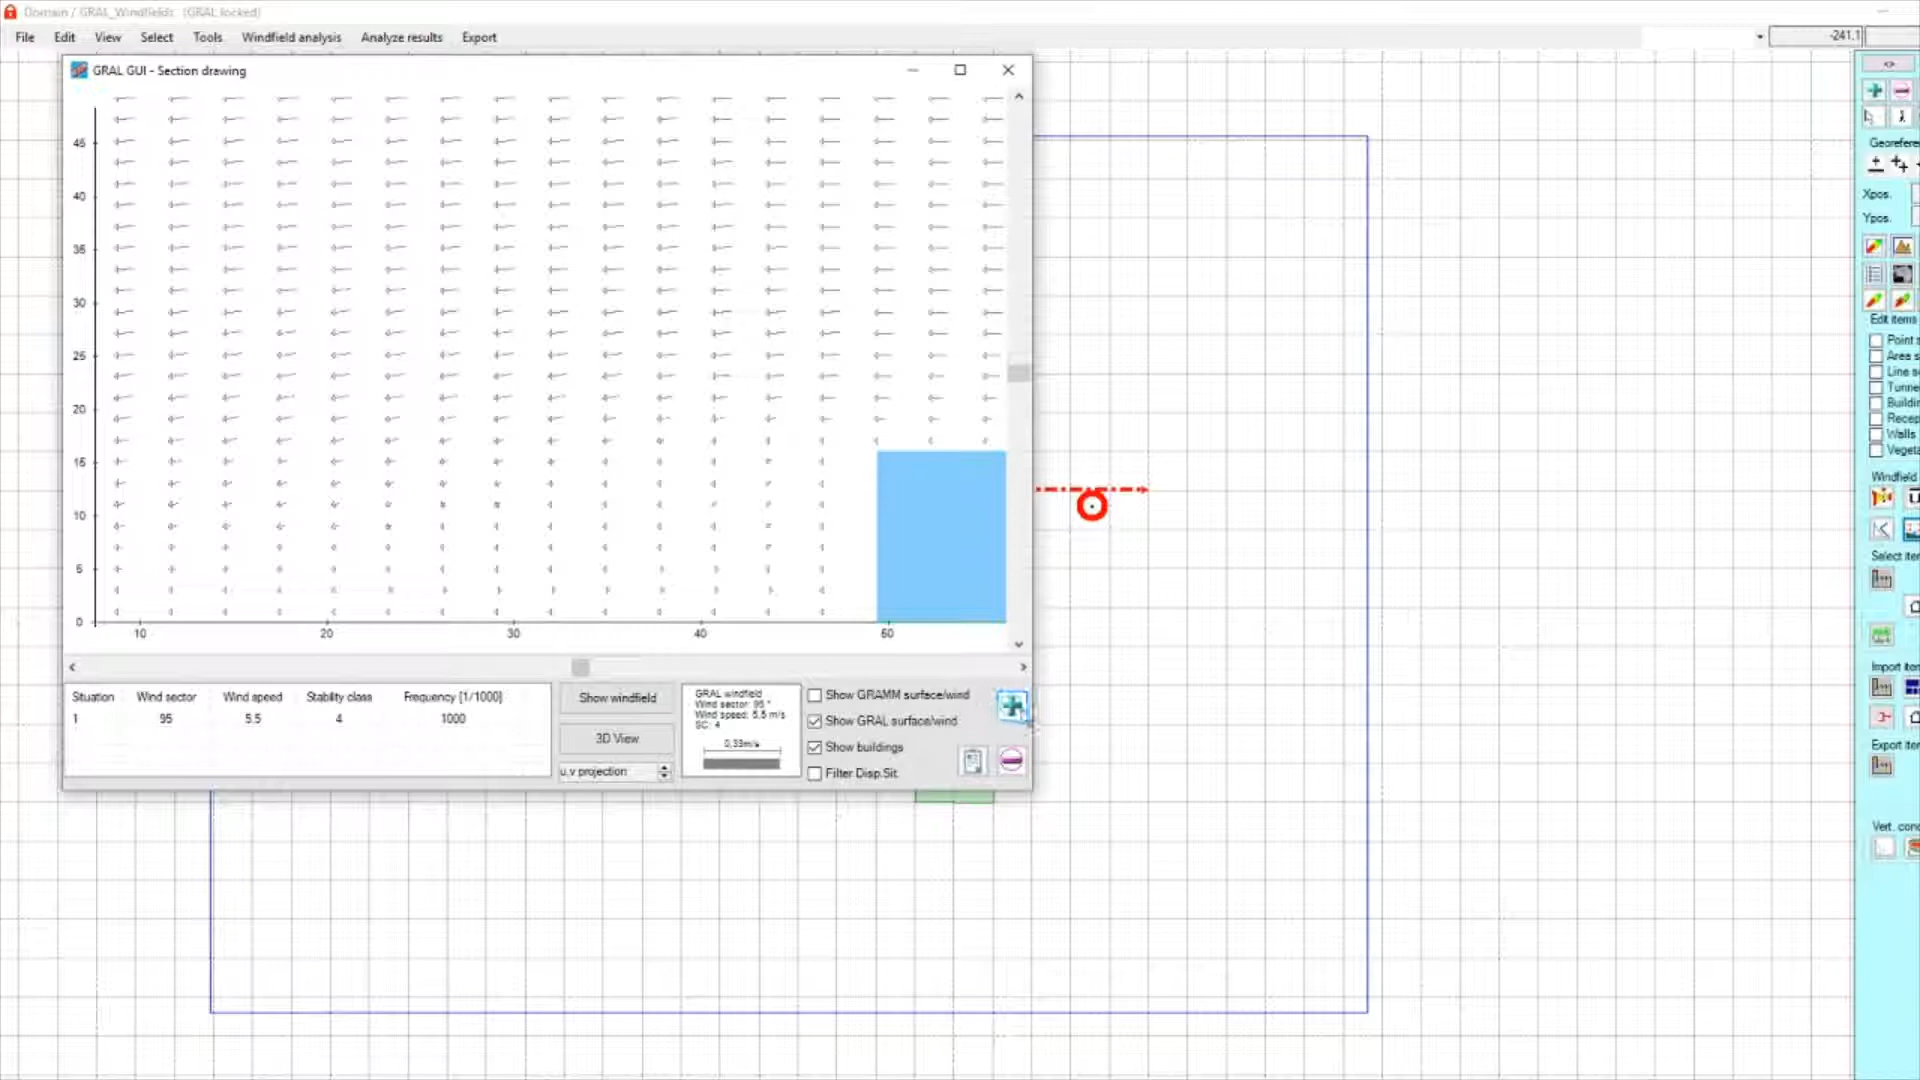 Domain / GRAL_Windfields (GRAL locked)
File Edit View Select Tools Windfield analysis Analyze results Export
-241.1
GRAL GUI - Section drawing
45
40
35
30
25
20
15
10
5
0
10 20 30 40 50
Situation Wind sector Wind speed Stability class Frequency [1/1000]
1 95 5.5 4 1000
Show windfield
3D View
u,v projection
GRAL windfield
Wind sector: 95 °
Wind speed: 5,5 m/s
SC: 4
0,33m/s
Show GRAMM surface/wind
Show GRAL surface/wind
Show buildings
Filter Disp.Sit.
<>
Georefere
Xpos.
Ypos.
Edit items
Point s
Area s
Line s
Tunne
Buildin
Recep
Walls
Vegeta
Windfield
Select iter
Import iter
Export iter
Vert. conc